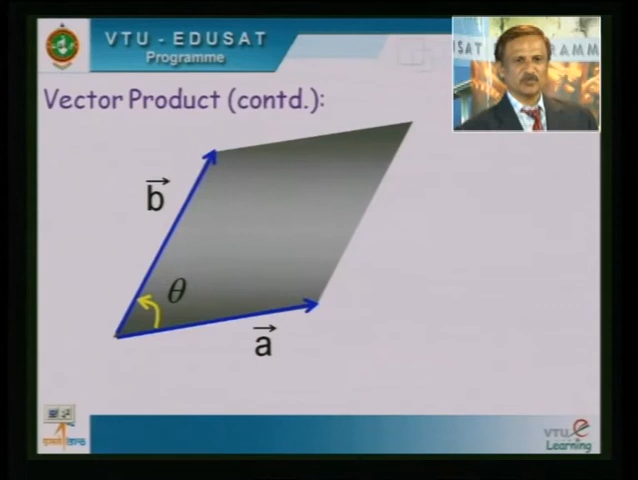 VTU - EDUSAT
Programme
SAT
RAMM
Vector Product (contd.):
b
θ
a
VTU e
Learning